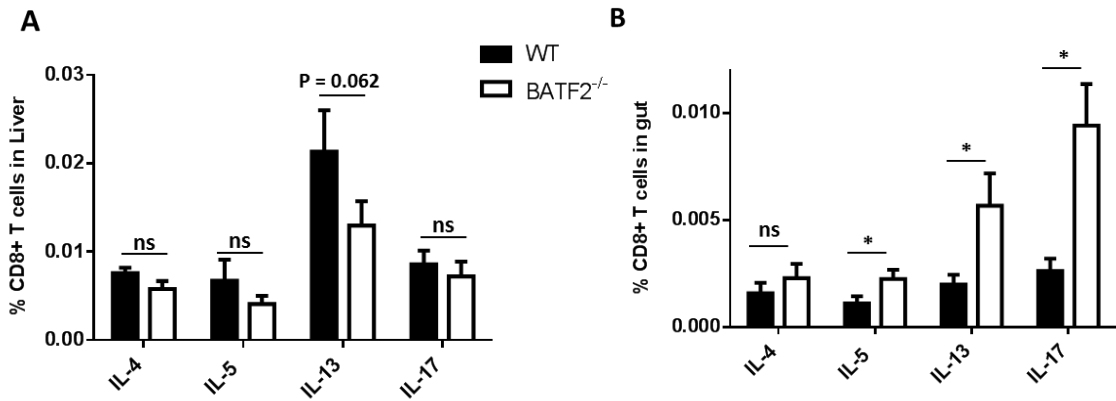 A
% CD8+ T cells in Liver
0.03
0.02
0.01
0.00
ns
ns
P = 0.062
ns
IL-4
IL-5
IL-13
IL-17
WT
BATF2-/-
B
% CD8+ T cells in gut
0.010
0.005
0.000
ns
*
*
*
IL-4
IL-5
IL-13
IL-17